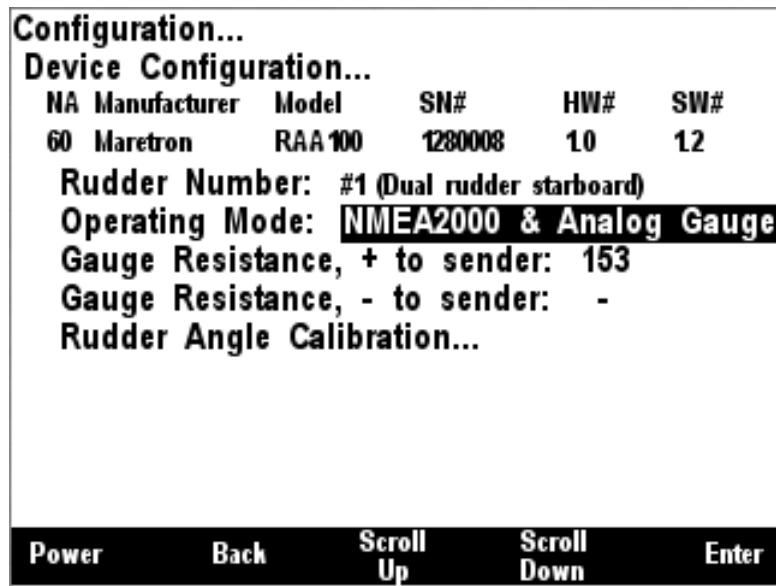 Configuration...
Device Configuration...
NA Manufacturer Model SN# HW# SW#
60 Maretron RAA100 1280008 1.0 1.2
Rudder Number: #1 (Dual rudder starboard)
Operating Mode: NMEA2000 & Analog Gauge
Gauge Resistance, + to sender: 153
Gauge Resistance, - to sender: -
Rudder Angle Calibration...
Power Back Scroll Up Scroll Down Enter